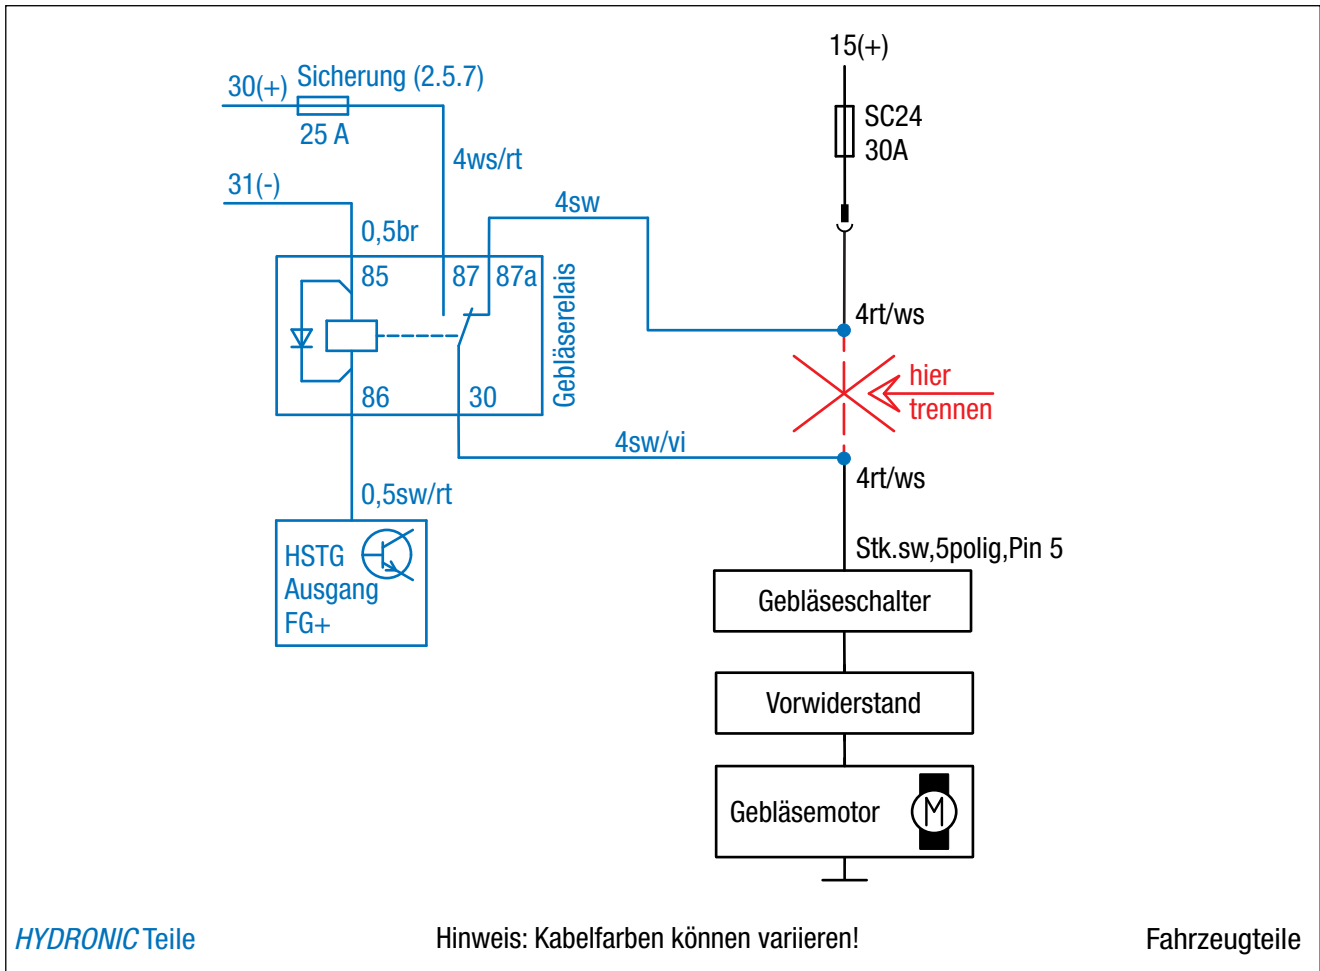 15(+)
Sicherung (2.5.7)
30(+)
25 A
SC24
30A
4ws/rt
31(-)
4sw
0,5br
85
87
87a
Gebläserelais
4rt/ws
hier
trennen
86
30
4sw/vi
4rt/ws
0,5sw/rt
Stk.sw,5polig,Pin 5
HSTG
Ausgang
FG+
Gebläseschalter
Vorwiderstand
Gebläsemotor
M
HYDRONIC Teile
Hinweis: Kabelfarben können variieren!
Fahrzeugteile